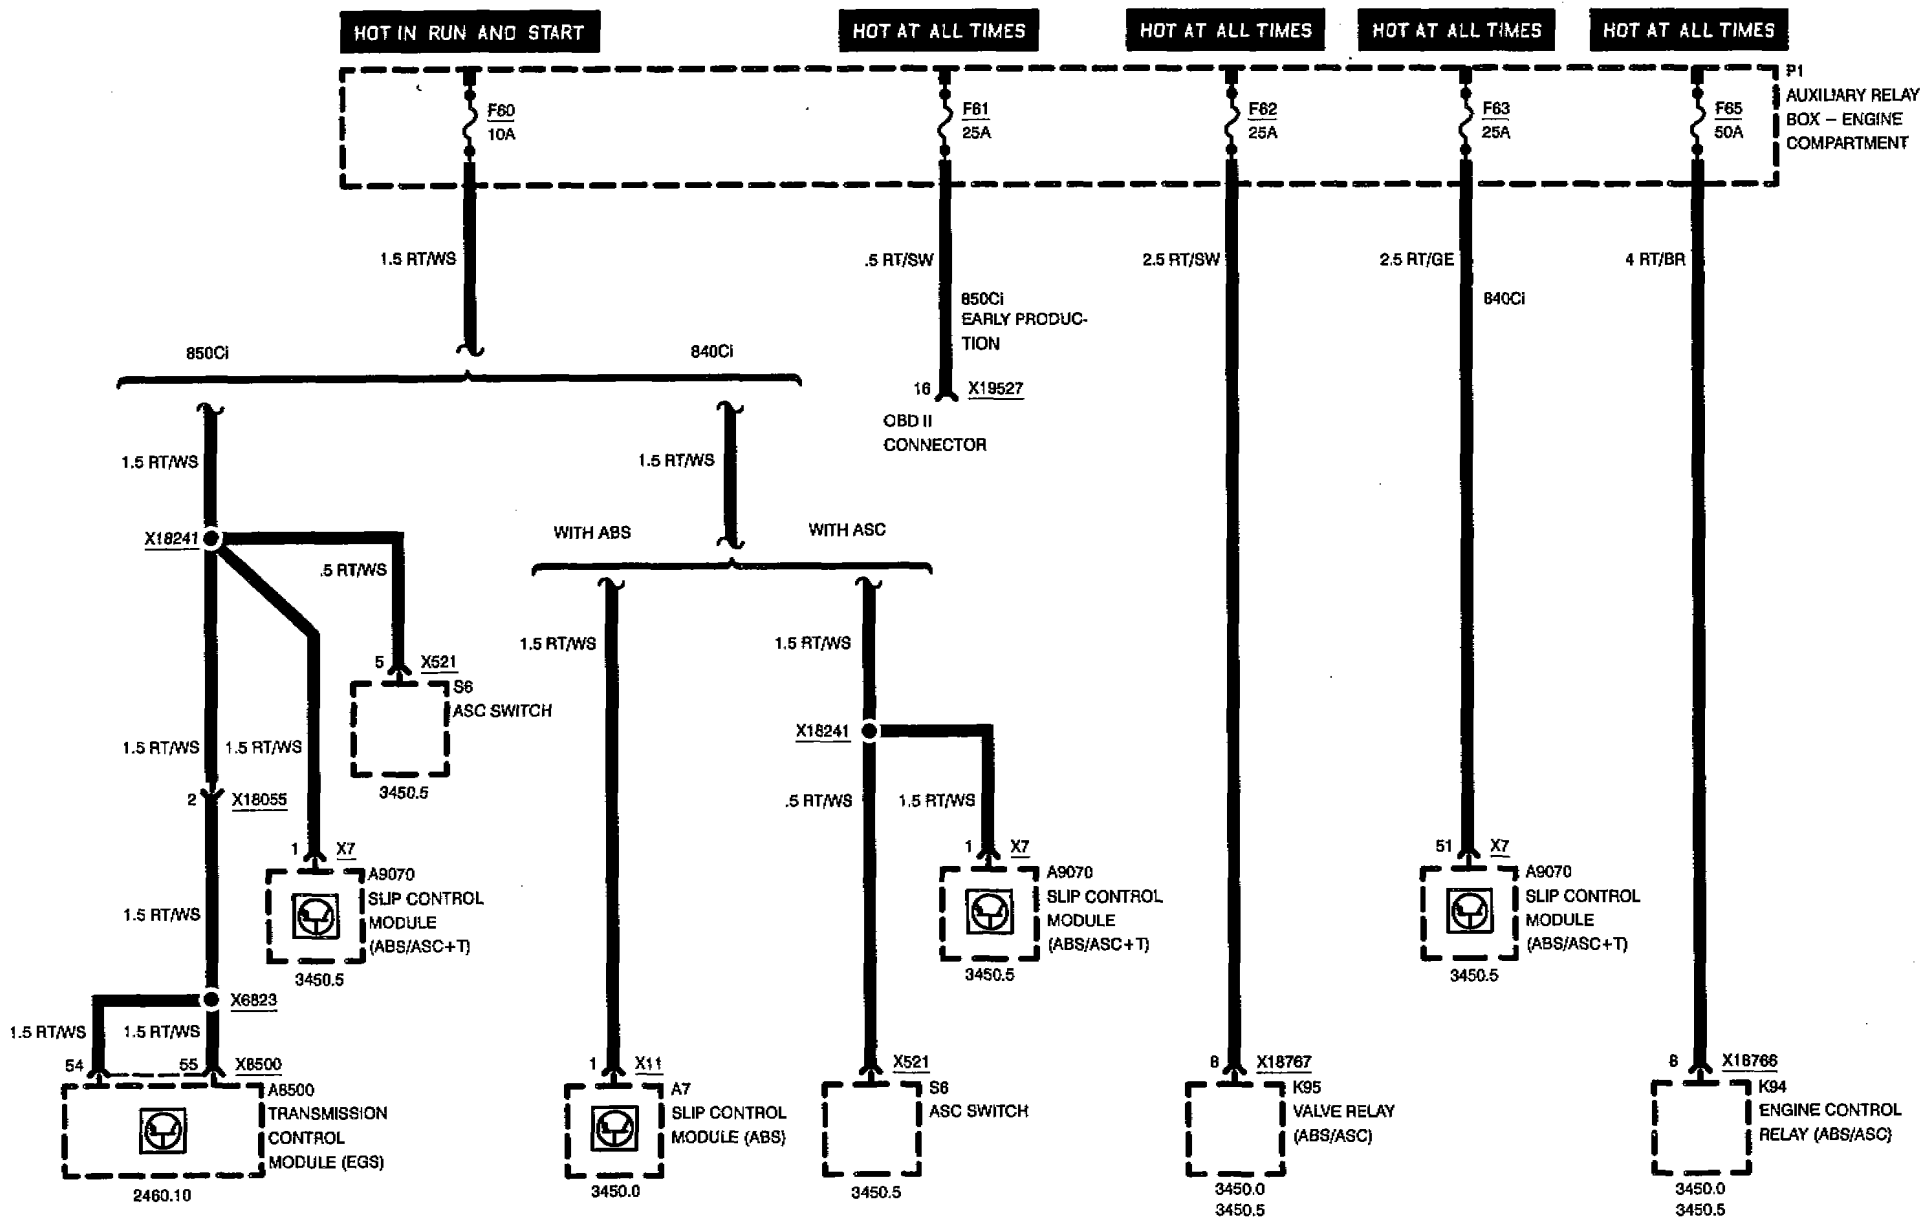 HOT IN RUN AND START
HOT AT ALL TIMES
HOT AT ALL TIMES
HOT AT ALL TIMES
HOT AT ALL TIMES
P1
AUXILIARY RELAY
BOX – ENGINE
COMPARTMENT
F60
10A
F61
25A
F62
25A
F63
25A
F65
50A
1.5 RT/WS
.5 RT/SW
2.5 RT/SW
2.5 RT/GE
4 RT/BR
850Ci
EARLY PRODUC-
TION
840Ci
850Ci
840Ci
16
X19527
OBD II
CONNECTOR
1.5 RT/WS
1.5 RT/WS
X18241
.5 RT/WS
WITH ABS
WITH ASC
1.5 RT/WS
1.5 RT/WS
5
X521
S6
ASC SWITCH
3450.5
1.5 RT/WS
1.5 RT/WS
X18241
2
X18055
.5 RT/WS
1.5 RT/WS
1
X7
A9070
SLIP CONTROL
MODULE
(ABS/ASC+T)
3450.5
1
X7
A9070
SLIP CONTROL
MODULE
(ABS/ASC+T)
3450.5
51
X7
A9070
SLIP CONTROL
MODULE
(ABS/ASC+T)
3450.5
1.5 RT/WS
X6823
1.5 RT/WS
1.5 RT/WS
54
55
X8500
A8500
TRANSMISSION
CONTROL
MODULE (EGS)
2460.10
1
X11
A7
SLIP CONTROL
MODULE (ABS)
3450.0
X521
S6
ASC SWITCH
3450.5
8
X18767
K95
VALVE RELAY
(ABS/ASC)
3450.0
3450.5
8
X18766
K94
ENGINE CONTROL
RELAY (ABS/ASC)
3450.0
3450.5